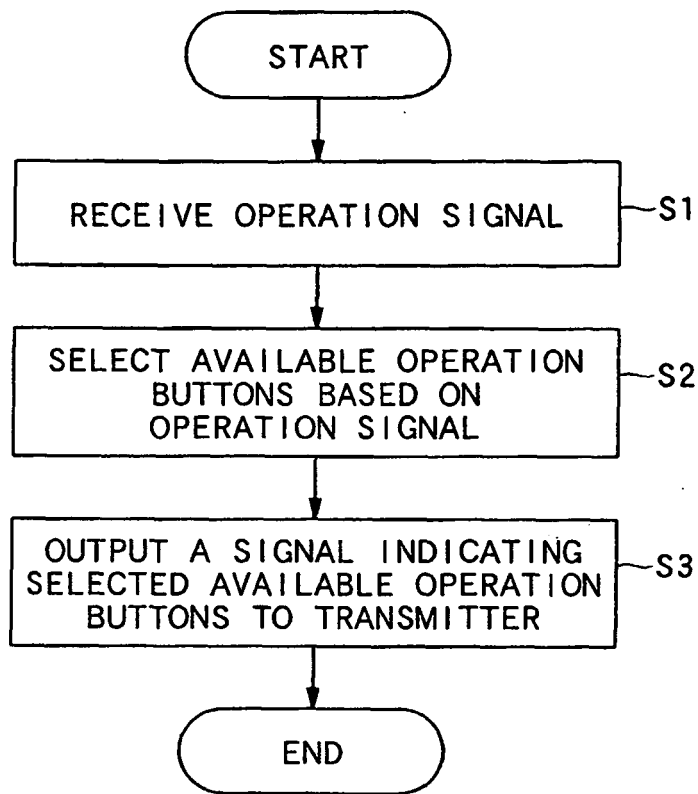 START
RECEIVE OPERATION SIGNAL
S1
SELECT AVAILABLE OPERATION
BUTTONS BASED ON
OPERATION SIGNAL
S2
OUTPUT A SIGNAL INDICATING
SELECTED AVAILABLE OPERATION
BUTTONS TO TRANSMITTER
S3
END